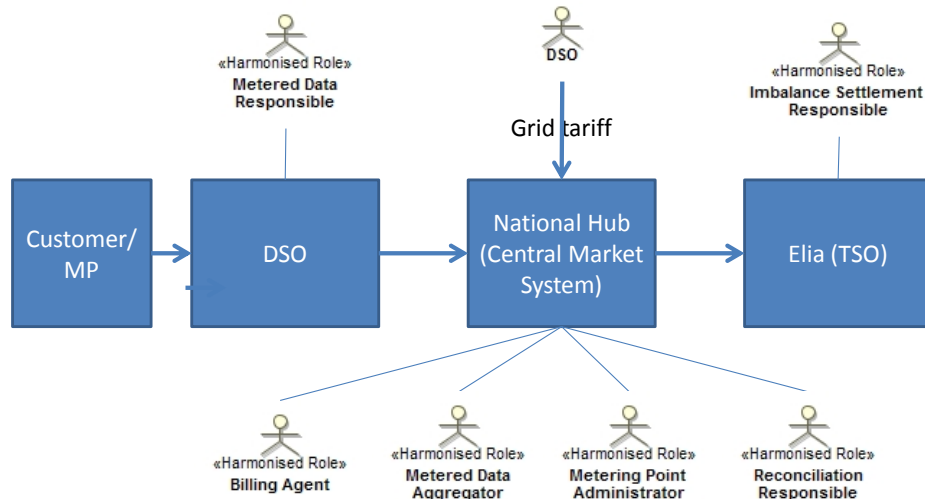 «Harmonised Role»
Metered Data
Responsible
DSO
«Harmonised Role»
Imbalance Settlement
Responsible
Grid tariff
Customer/
MP
DSO
National Hub
(Central Market
System)
Elia (TSO)
«Harmonised Role»
Billing Agent
«Harmonised Role»
Metered Data
Aggregator
«Harmonised Role»
Metering Point
Administrator
«Harmonised Role»
Reconciliation
Responsible